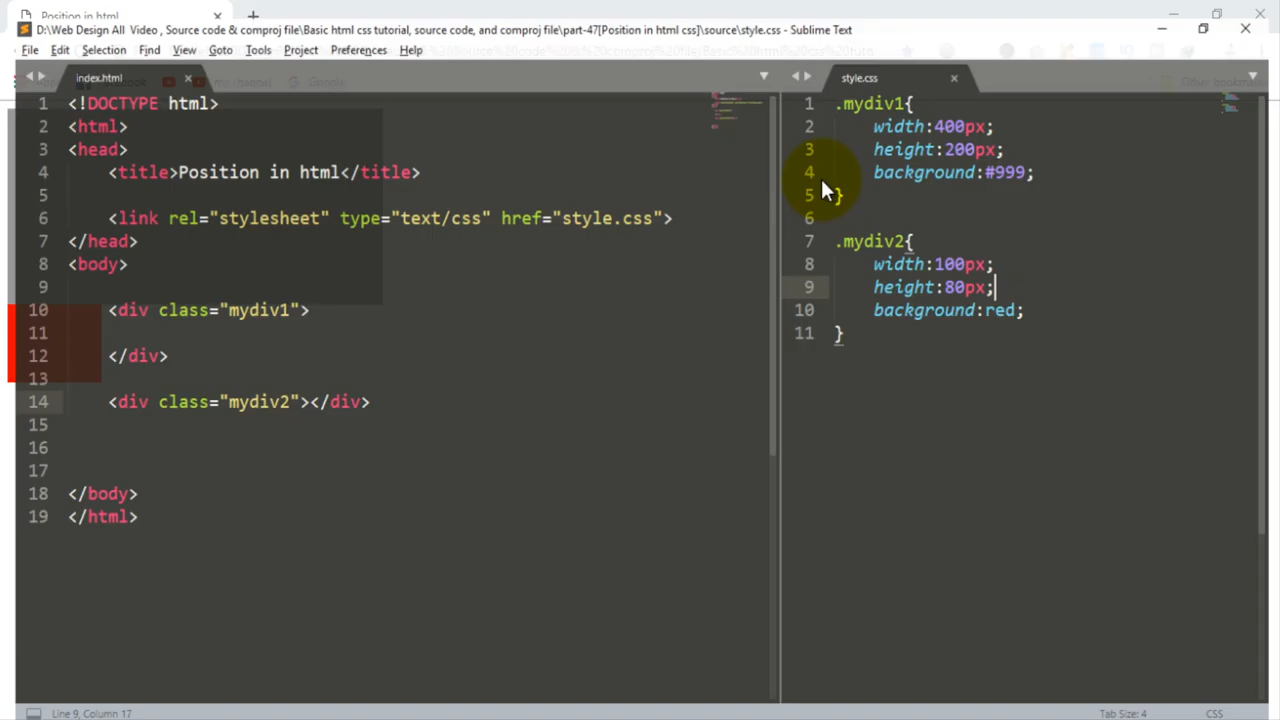 Position in html
D:\Web Design All  Video , Source code & comproj file\Basic html css tutorial, source code, and comproj file\part-47[Position in html css]\source\style.css - Sublime Text
File Edit Selection Find View Goto Tools Project Preferences Help
index.html
1 <!DOCTYPE html>
2 <html>
3 <head>
4 <title>Position in html</title>
5
6 <link rel="stylesheet" type="text/css" href="style.css">
7 </head>
8 <body>
9
10 <div class="mydiv1">
11
12 </div>
13
14 <div class="mydiv2"></div>
15
16
17
18 </body>
19 </html>
style.css
1 .mydiv1{
2 width:400px;
3 height:200px;
4 background:#999;
5 }
6
7 .mydiv2{
8 width:100px;
9 height:80px;
10 background:red;
11 }
Line 9, Column 17
Tab Size: 4
CSS